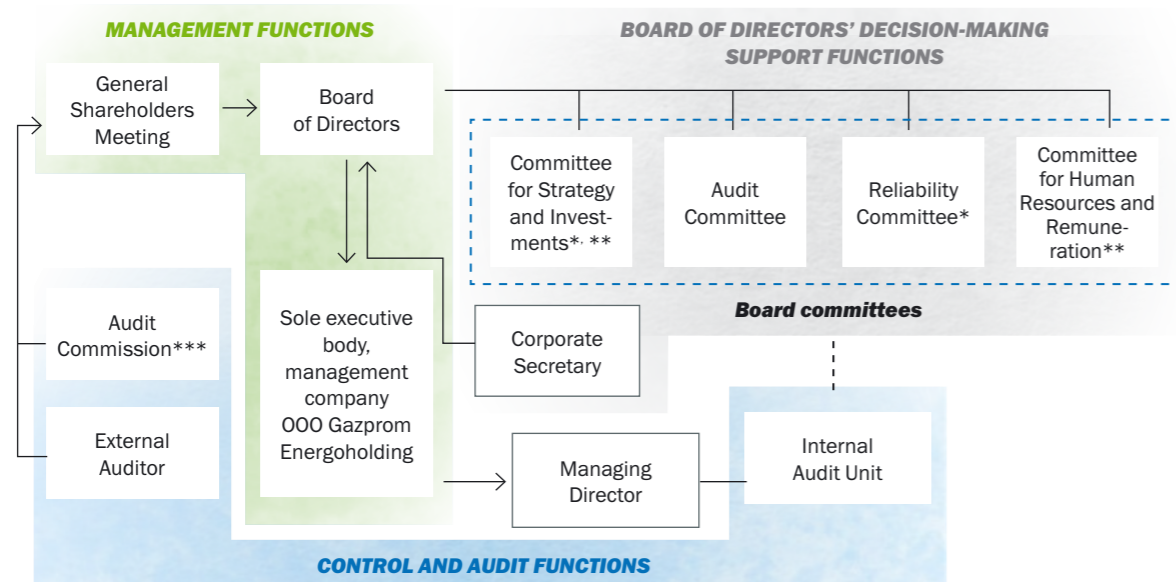 MANAGEMENT FUNCTIONS
BOARD OF DIRECTORS’ DECISION-MAKING
SUPPORT FUNCTIONS
General
Shareholders
Meeting
Board
of Directors
Committee
for Strategy
and Invest-
ments*, **
Audit
Committee
Reliability
Committee*
Committee
for Human
Resources and
Remune-
ration**
Board committees
Audit
Commission***
Sole executive
body,
management
company
OOO Gazprom
Energoholding
Corporate
Secretary
External
Auditor
Managing
Director
Internal
Audit Unit
CONTROL AND AUDIT FUNCTIONS